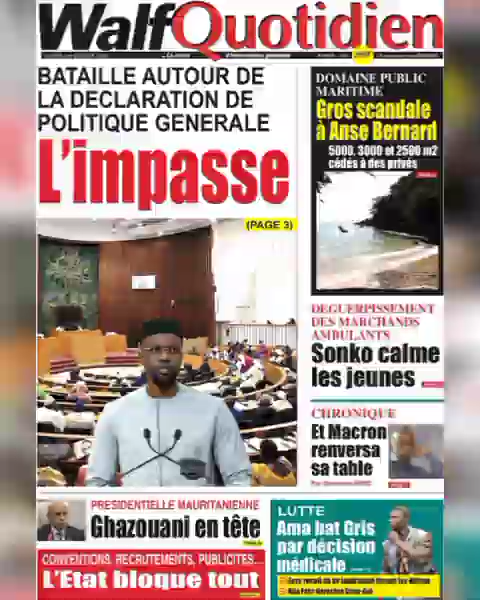 Walf Quotidien
BATAILLE AUTOUR DE
LA DECLARATION DE
POLITIQUE GENERALE
L'impasse
(PAGE 3)
DOMAINE PUBLIC
MARITIME
Gros scandale
à Anse Bernard
5000, 3000 et 2500 m2
cédés à des privés
DEGUERPISSEMENT
DES MARCHANDS
AMBULANTS
Sonko calme
les jeunes
CHRONIQUE
Et Macron
renversa
sa table
PRESIDENTIELLE MAURITANIENNE
Ghazouani en tête
CONVENTIONS, RECRUTEMENTS, PUBLICITES...
L'Etat bloque tout
LUTTE
Ama bat Gris
par décision
médicale